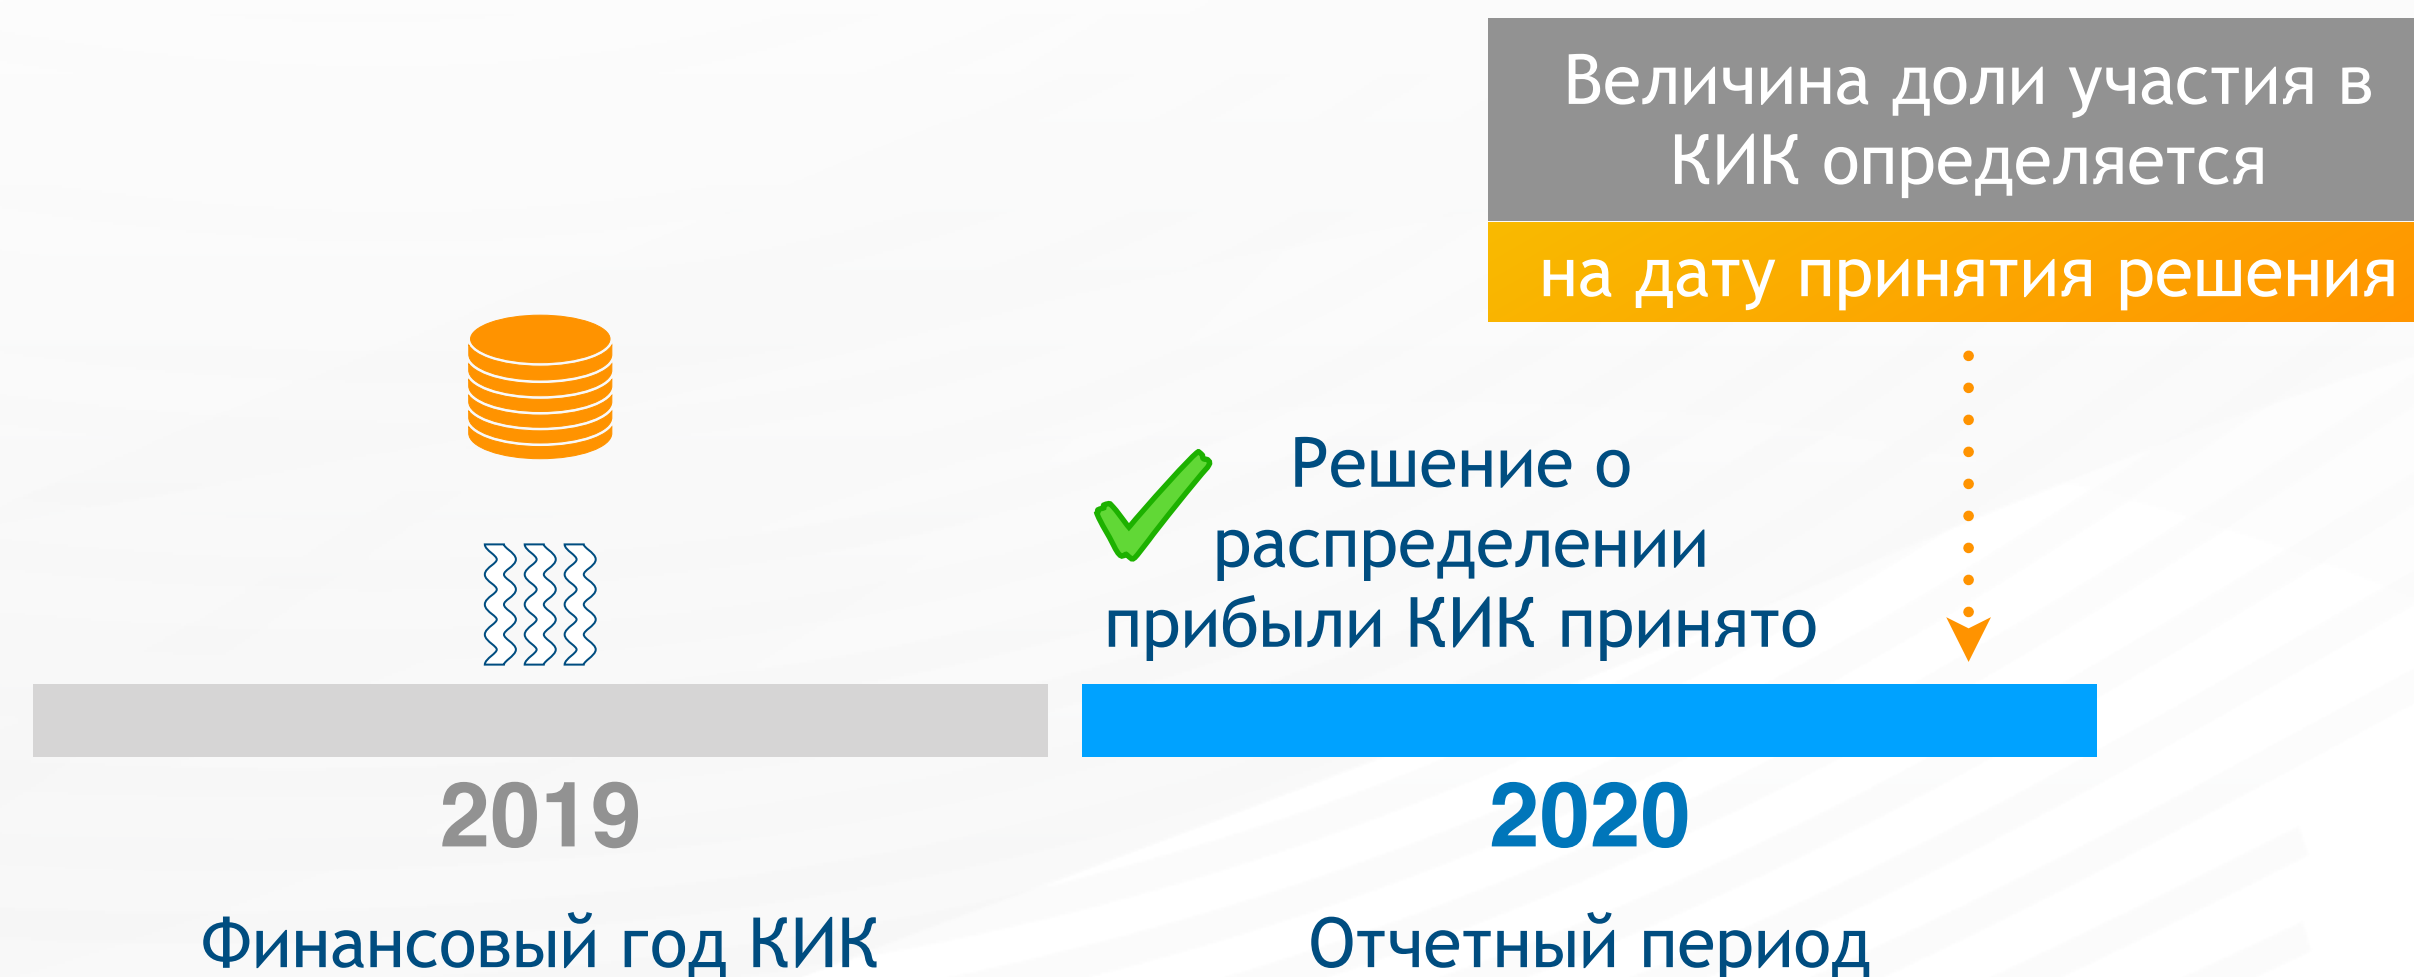 Величина доли участия в
КИК определяется
на дату принятия решения
Решение о
распределении
прибыли КИК принято
2019
2020
Финансовый год КИК
Отчетный период